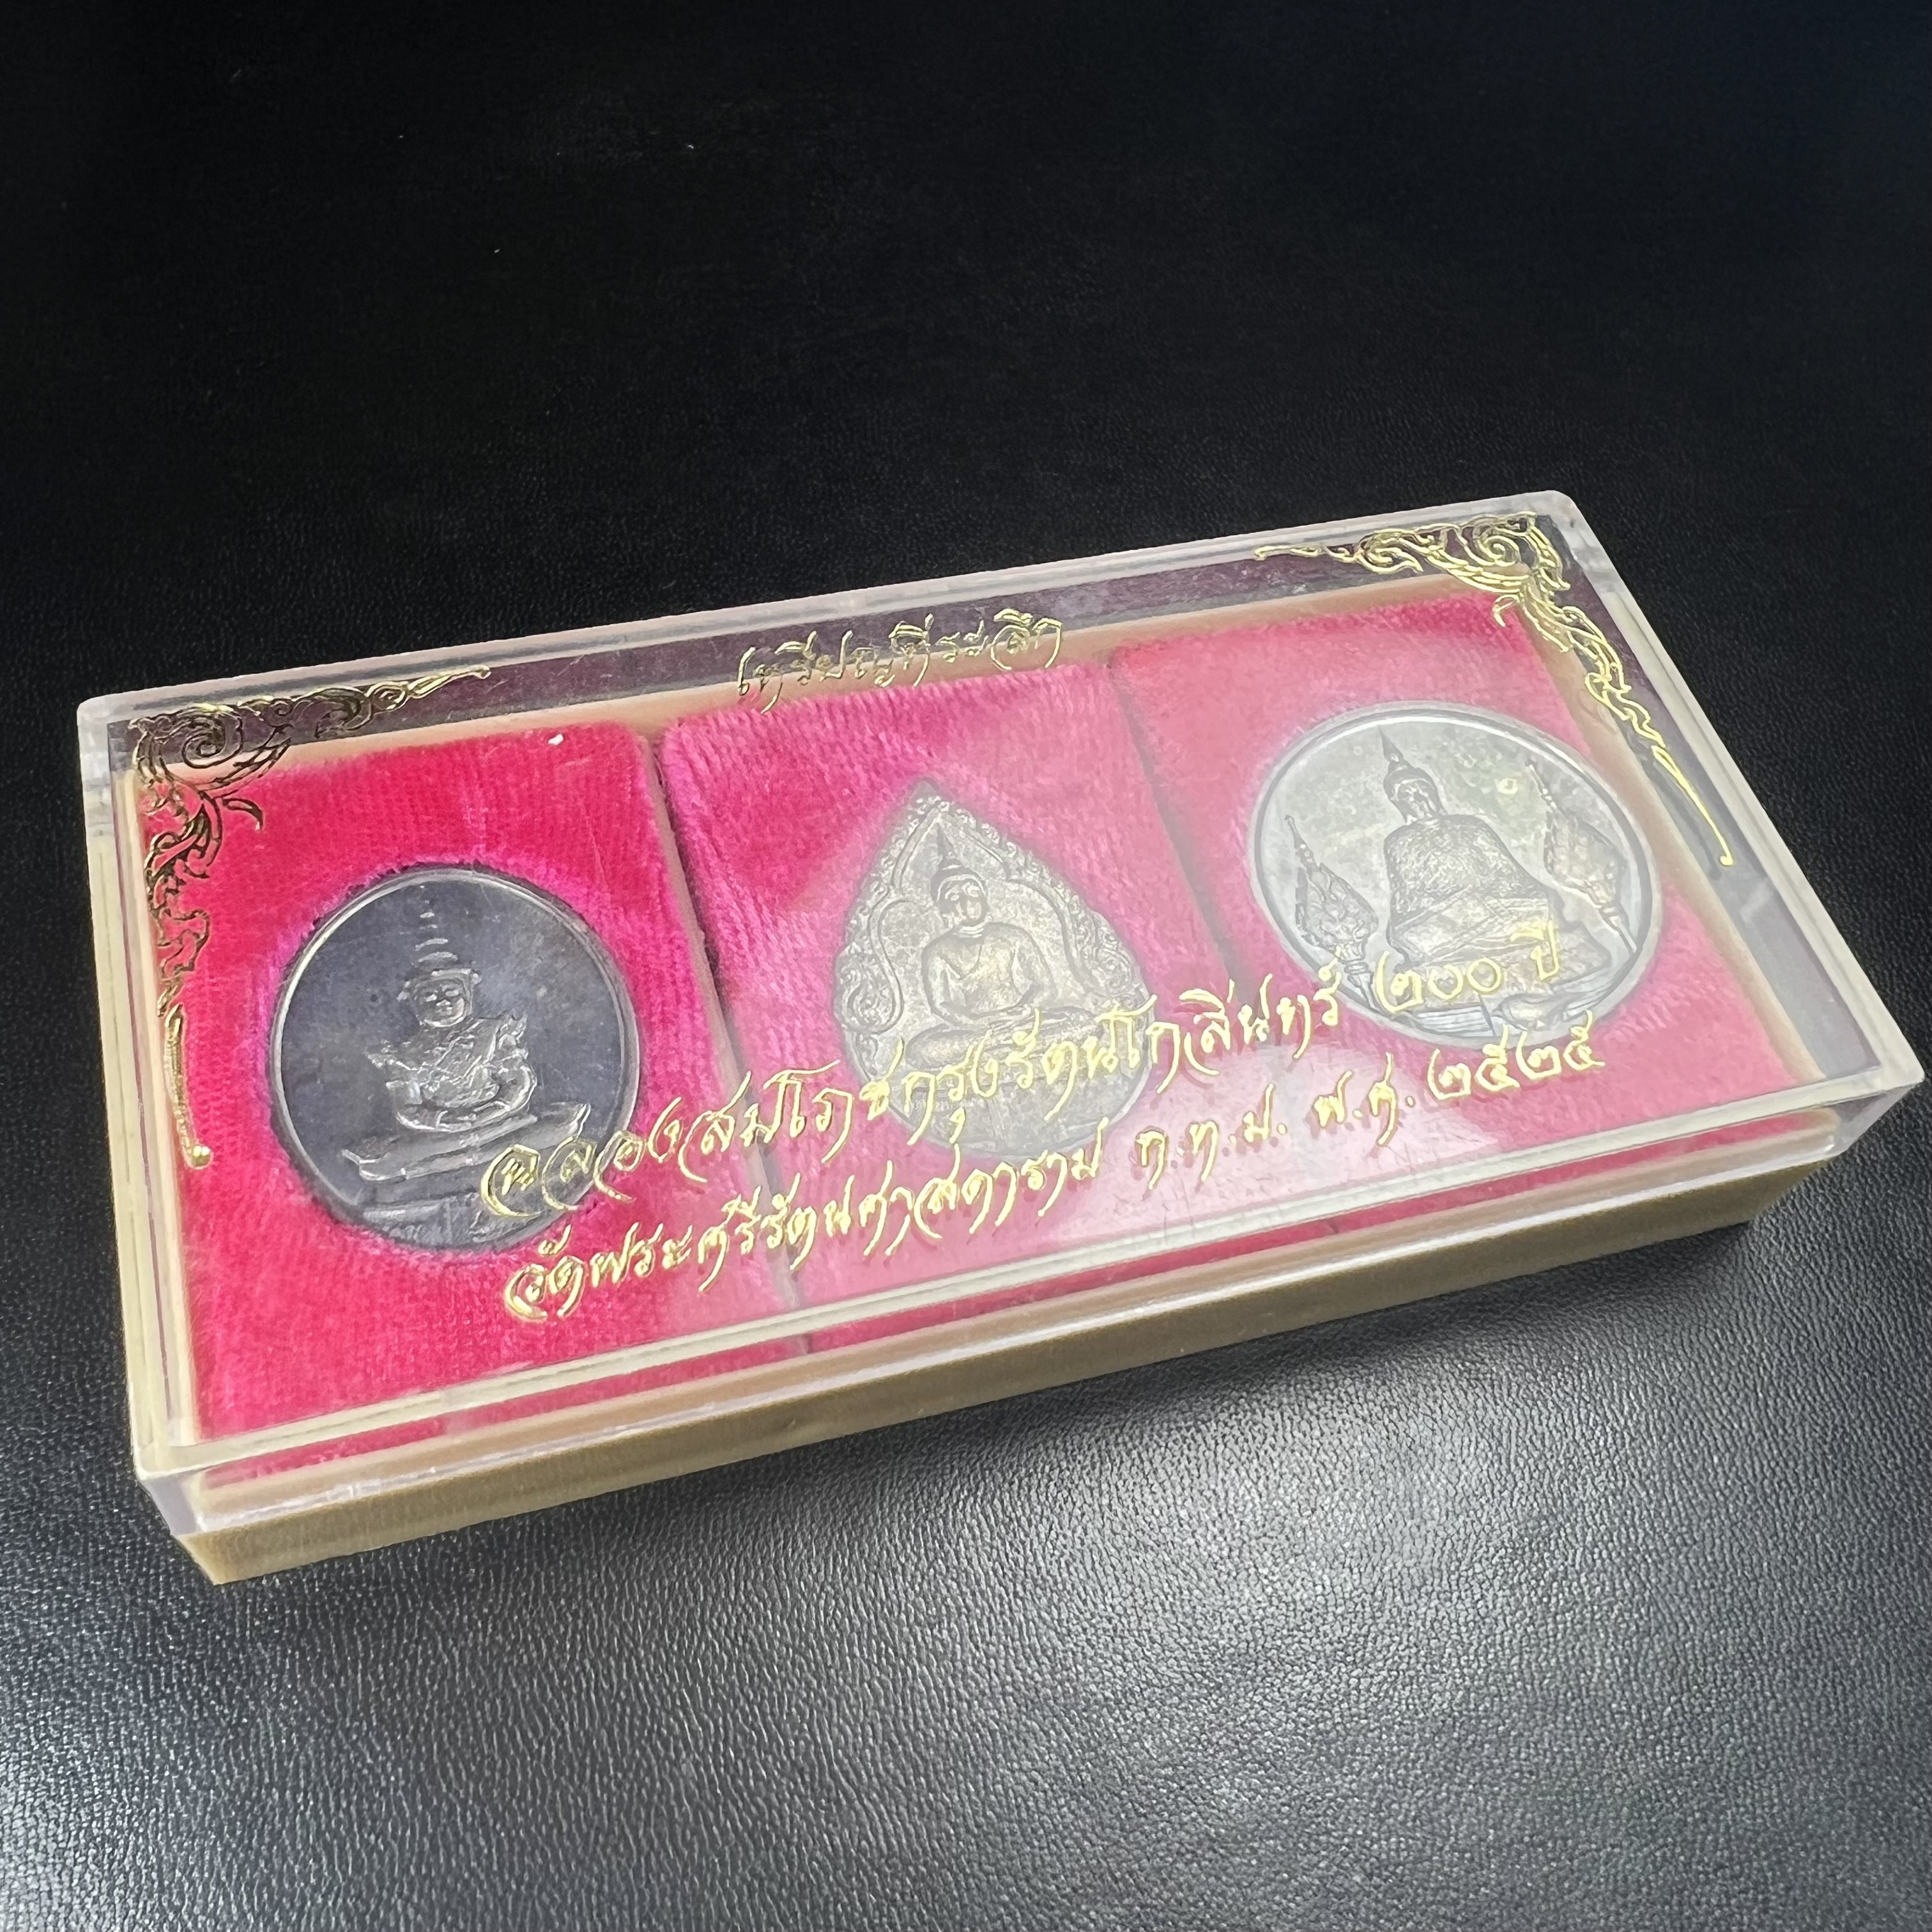 เหรียญที่ระลึก
ฉลองสมโภชกรุงรัตนโกสินทร์ ๒๐๐ ปี
วัดพระศรีรัตนศาสดาราม ก.ท.ม. พ.ศ. ๒๕๒๕